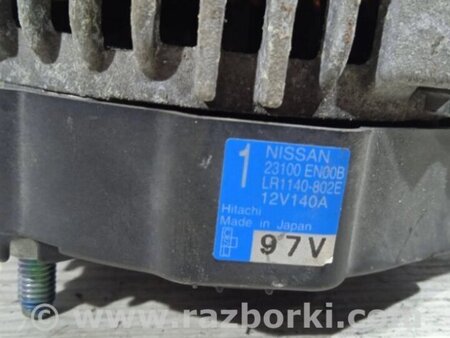 1
NISSAN
23100 EN00B
LR1140-802E
12V140A
Hitachi
Made in Japan
97V
www.razborki.com